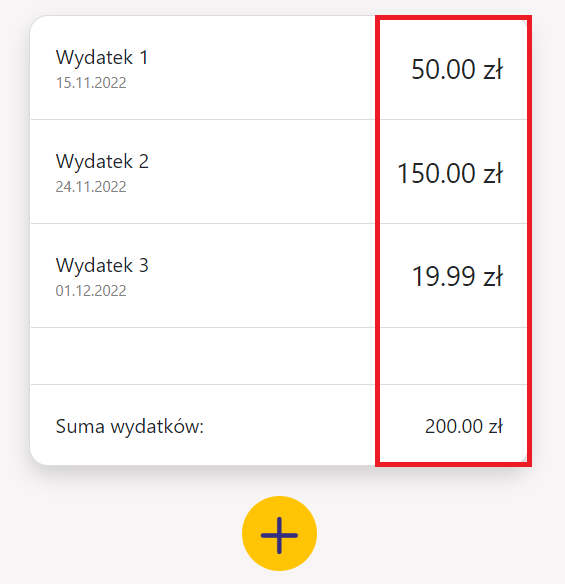 Wydatek 1
50.00 zł
15.11.2022
Wydatek 2
150.00 zł
24.11.2022
Wydatek 3
19.99 zł
01.12.2022
Suma wydatków:
200.00 zł